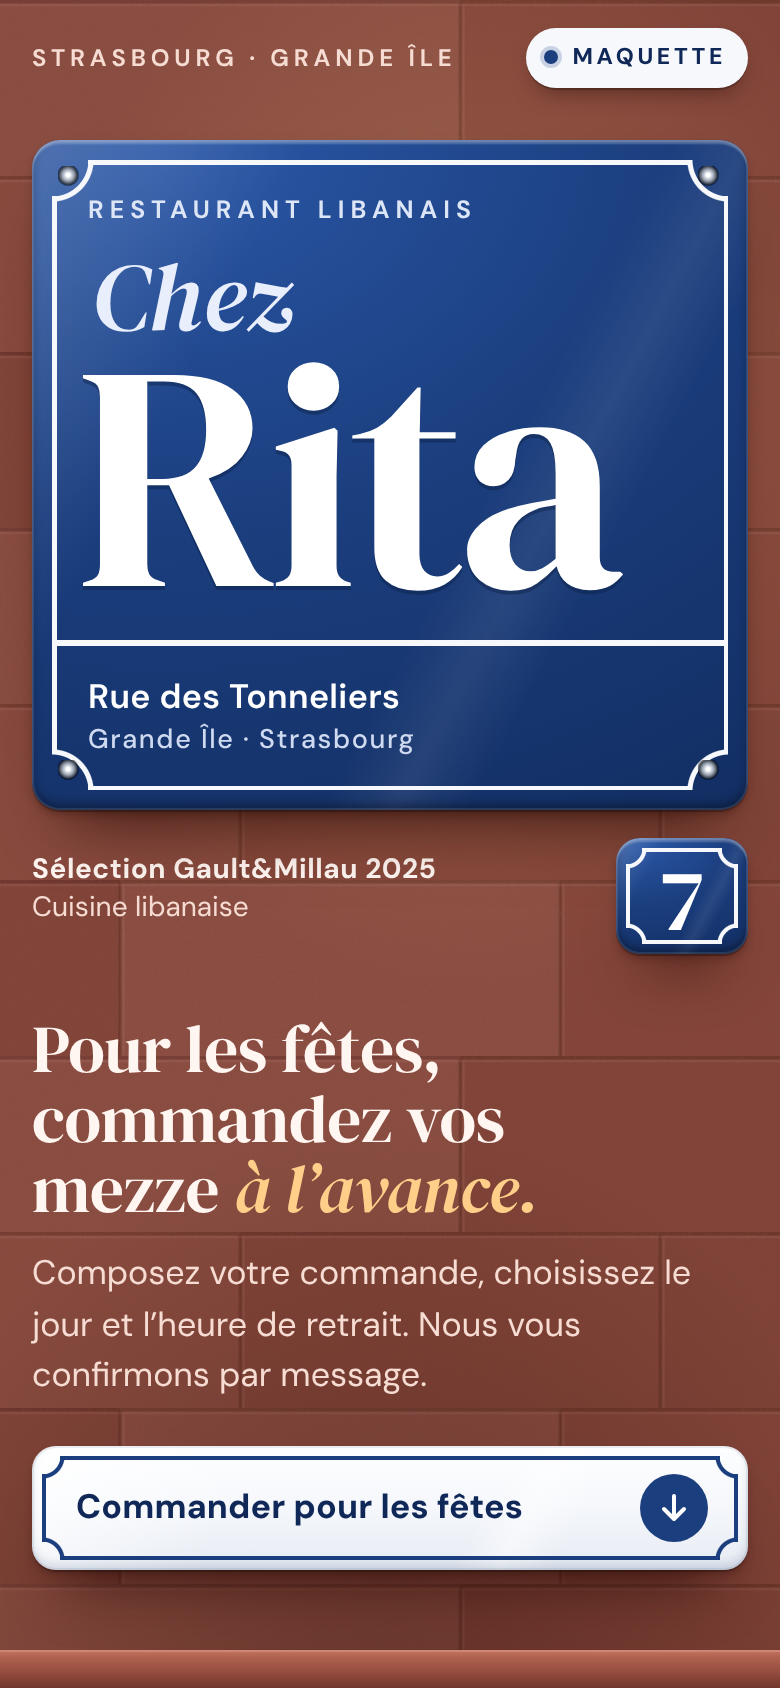 STRASBOURG · GRANDE ÎLE
MAQUETTE
RESTAURANT LIBANAIS
Chez
Rita
Rue des Tonneliers
Grande Île · Strasbourg
Sélection Gault&Millau 2025
Cuisine libanaise
7
Pour les fêtes,
commandez vos
mezze à l’avance.
Composez votre commande, choisissez le
jour et l’heure de retrait. Nous vous
confirmons par message.
Commander pour les fêtes